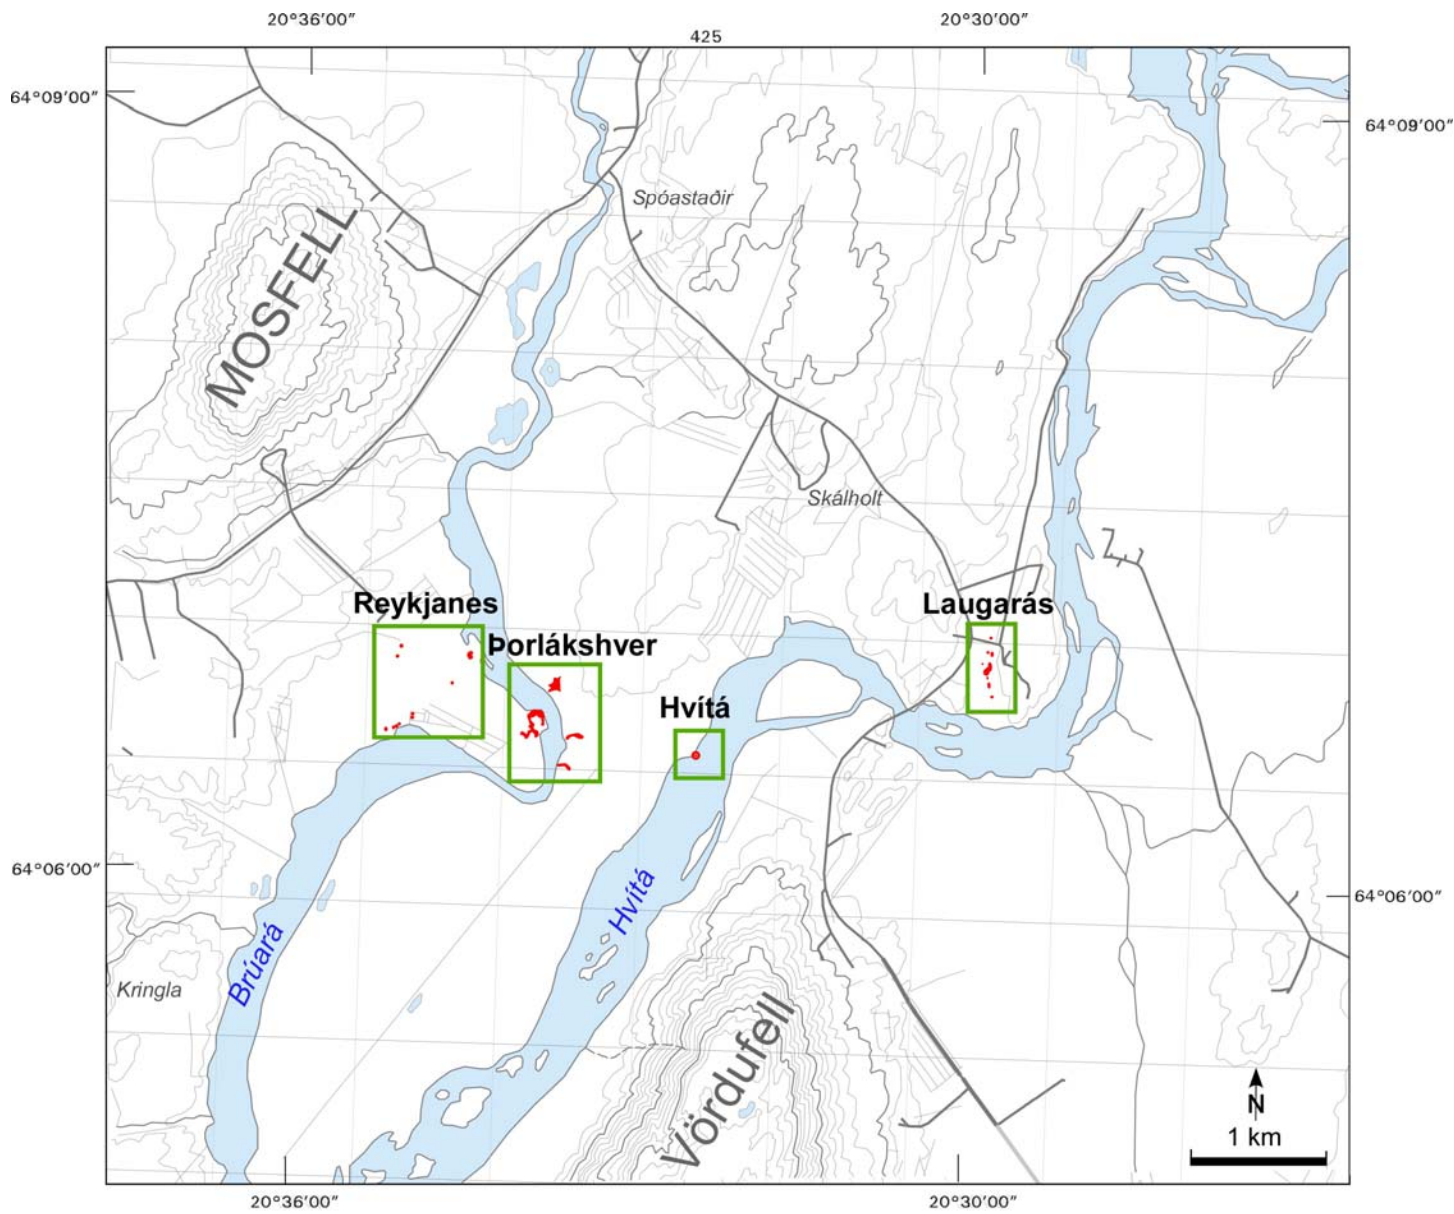 20°36'00"
20°30'00"
425
64°09'00"
64°09'00"
Spóastaðir
MOSFELL
Skálholt
Reykjanes
Laugarás
Þorlákshver
Hvítá
64°06'00"
64°06'00"
Hvítá
Brúará
Kringla
Vördufell
N
1 km
20°36'00"
20°30'00"